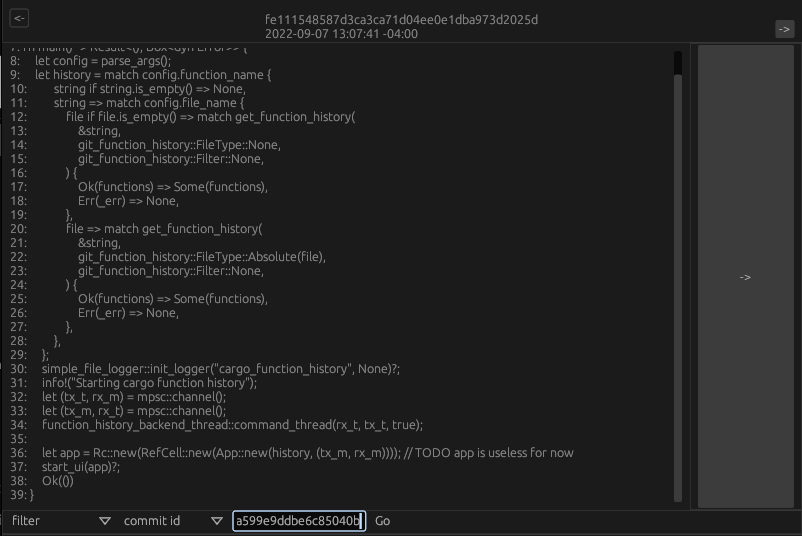 <-
fe111548587d3ca3ca71d04ee0e1dba973d2025d
2022-09-07 13:07:41 -04:00
->
7: fn main() -> Result<(), Box<dyn Error>> {
8: let config = parse_args();
9: let history = match config.function_name {
10: string if string.is_empty() => None,
11: string => match config.file_name {
12: file if file.is_empty() => match get_function_history(
13: &string,
14: git_function_history::FileType::None,
15: git_function_history::Filter::None,
16: ) {
17: Ok(functions) => Some(functions),
18: Err(_err) => None,
19: },
20: file => match get_function_history(
21: &string,
22: git_function_history::FileType::Absolute(file),
23: git_function_history::Filter::None,
24: ) {
25: Ok(functions) => Some(functions),
26: Err(_err) => None,
27: },
28: },
29: };
30: simple_file_logger::init_logger("cargo_function_history", None)?;
31: info!("Starting cargo function history");
32: let (tx_t, rx_m) = mpsc::channel();
33: let (tx_m, rx_t) = mpsc::channel();
34: function_history_backend_thread::command_thread(rx_t, tx_t, true);
35:
36: let app = Rc::new(RefCell::new(App::new(history, (tx_m, rx_m)))); // TODO app is useless for now
37: start_ui(app)?;
38: Ok(())
39: }
->
filter commit id a599e9ddbe6c85040b Go